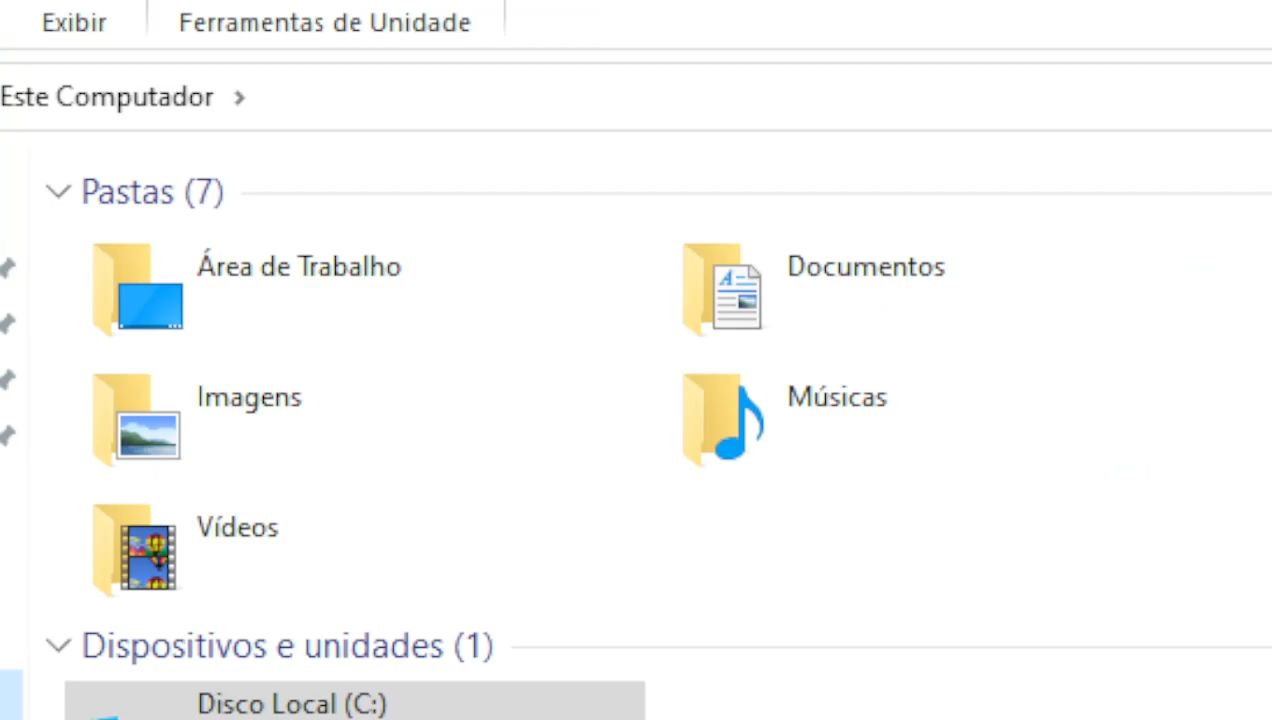 Exibir Ferramentas de Unidade
Este Computador
Pastas (7)
Área de Trabalho Documentos
Imagens Músicas
Vídeos
Dispositivos e unidades (1)
Disco Local (C:)